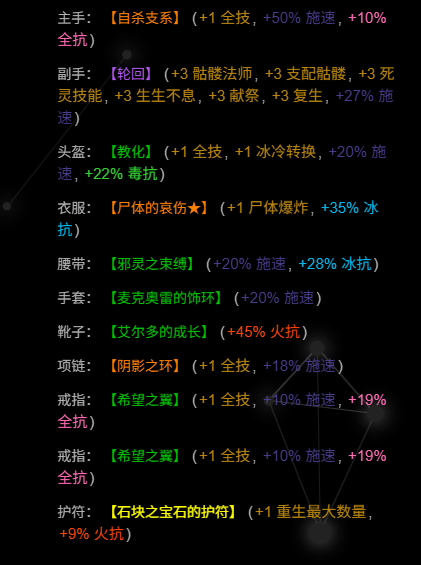 主手： 【自杀支系】 (+1 全技, +50% 施速, +10%
全抗)
副手： 【轮回】 (+3 骷髅法师, +3 支配骷髅, +3 死
灵技能, +3 生生不息, +3 献祭, +3 复生, +27% 施
速)
头盔： 【教化】 (+1 全技, +1 冰冷转换, +20% 施
速, +22% 毒抗)
衣服： 【尸体的哀伤★】 (+1 尸体爆炸, +35% 冰
抗)
腰带： 【邪灵之束缚】 (+20% 施速, +28% 冰抗)
手套： 【麦克奥雷的饰环】 (+20% 施速)
靴子： 【艾尔多的成长】 (+45% 火抗)
项链： 【阴影之环】 (+1 全技, +18% 施速)
戒指： 【希望之翼】 (+1 全技, +10% 施速, +19%
全抗)
戒指： 【希望之翼】 (+1 全技, +10% 施速, +19%
全抗)
护符： 【石块之宝石的护符】 (+1 重生最大数量,
+9% 火抗)